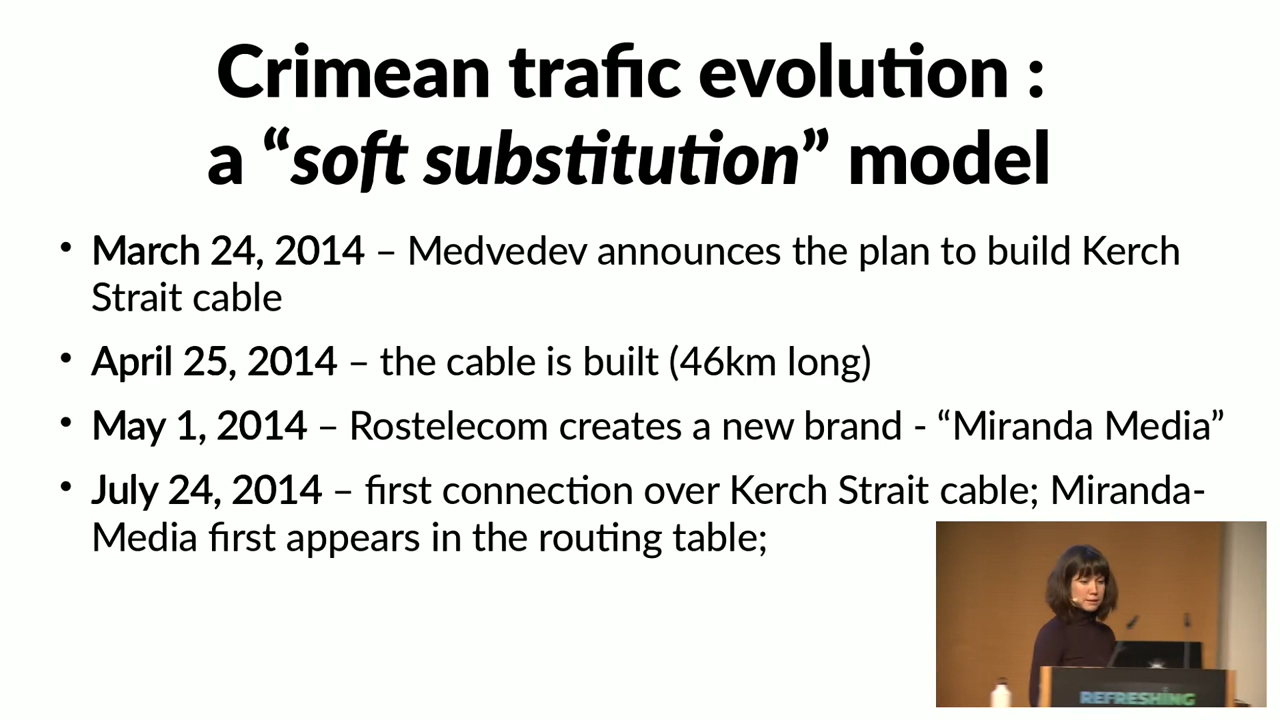 Crimean trafic evolution :
a “soft substitution” model
• March 24, 2014 – Medvedev announces the plan to build Kerch
Strait cable
• April 25, 2014 – the cable is built (46km long)
• May 1, 2014 – Rostelecom creates a new brand - “Miranda Media”
• July 24, 2014 – first connection over Kerch Strait cable; Miranda-
Media first appears in the routing table;
REFRESHING